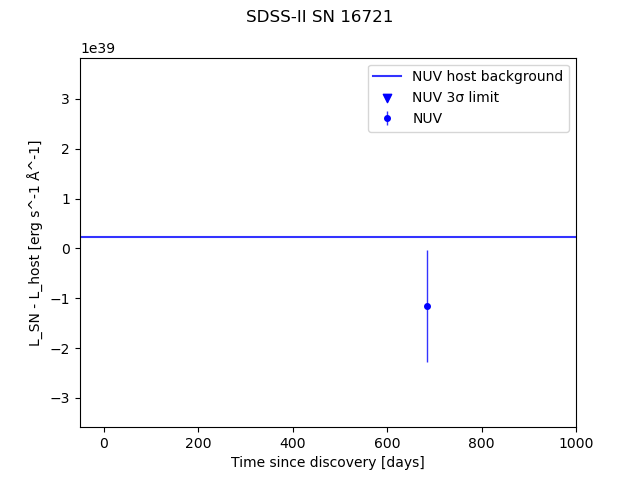 SDSS-II SN 16721
1e39
NUV host background
NUV 3σ limit
NUV
L_SN - L_host [erg s^-1 Å^-1]
3
2
1
0
−1
−2
−3
0 200 400 600 800 1000
Time since discovery [days]